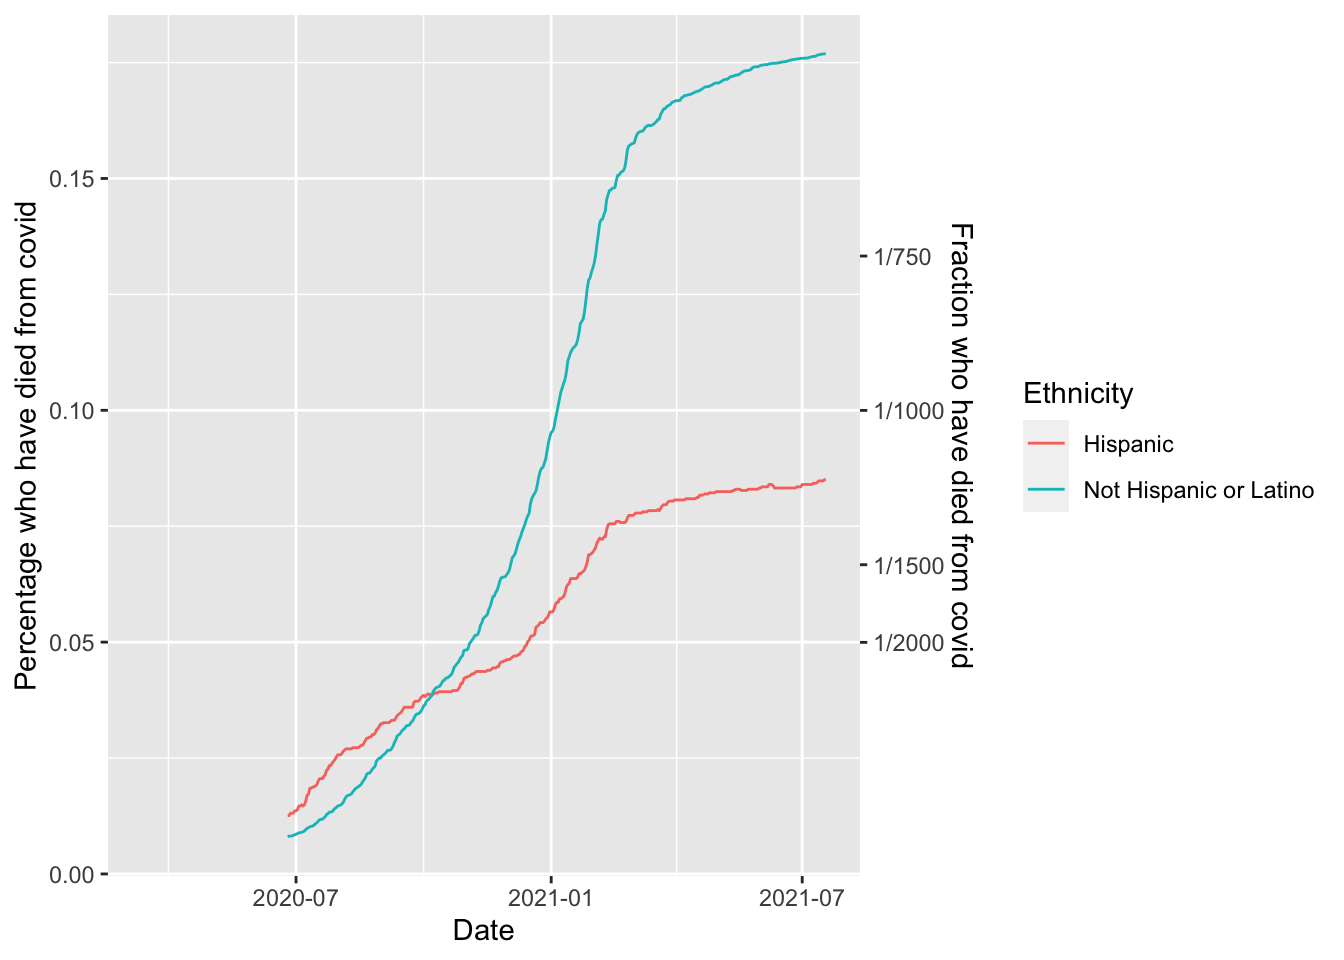 Percentage who have died from covid
0.15
0.10
0.05
0.00
2020-07
2021-01
2021-07
Date
1/750
1/1000
1/1500
1/2000
Fraction who have died from covid
Ethnicity
Hispanic
Not Hispanic or Latino